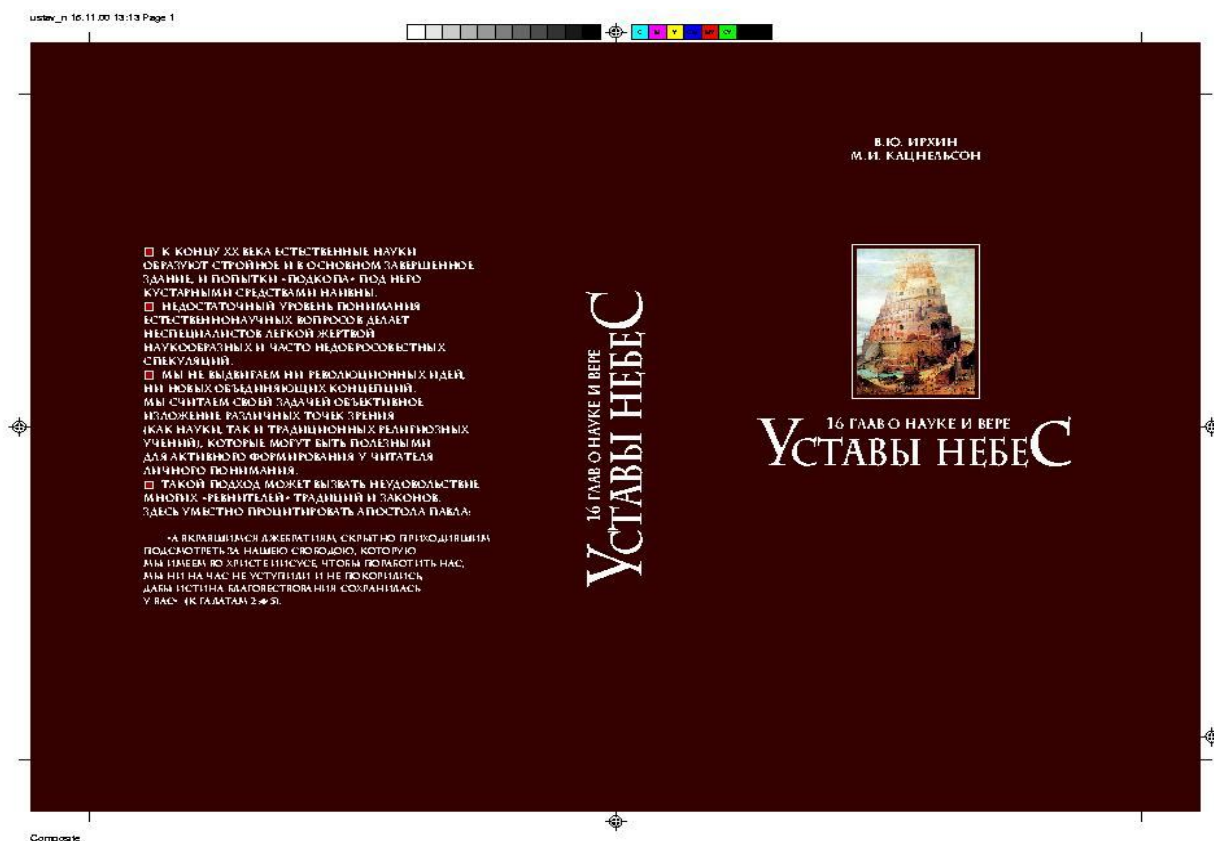 ustav_n 16.11.00 13:13 Page 1
C M Y CM MY CY
В.Ю. ИРХИН
М.И. КАЦНЕЛЬСОН
К КОНЦУ XX ВЕКА ЕСТЕСТВЕННЫЕ НАУКИ
ОБРАЗУЮТ СТРОЙНОЕ И В ОСНОВНОМ ЗАВЕРШЕННОЕ
ЗДАНИЕ, И ПОПЫТКИ «ПОДКОПА» ПОД НЕГО
КУСТАРНЫМИ СРЕДСТВАМИ НАИВНЫ.
НЕДОСТАТОЧНЫЙ УРОВЕНЬ ПОНИМАНИЯ
ЕСТЕСТВЕННОНАУЧНЫХ ВОПРОСОВ ДЕЛАЕТ
НЕСПЕЦИАЛИСТОВ ЛЕГКОЙ ЖЕРТВОЙ
НАУКООБРАЗНЫХ И ЧАСТО НЕДОБРОСОВЕСТНЫХ
СПЕКУЛЯЦИЙ.
МЫ НЕ ВЫДВИГАЕМ НИ РЕВОЛЮЦИОННЫХ ИДЕЙ,
НИ НОВЫХ ОБЪЕДИНЯЮЩИХ КОНЦЕПЦИЙ.
МЫ СЧИТАЕМ СВОЕЙ ЗАДАЧЕЙ ОБЪЕКТИВНОЕ
ИЗЛОЖЕНИЕ РАЗЛИЧНЫХ ТОЧЕК ЗРЕНИЯ
(КАК НАУКИ, ТАК И ТРАДИЦИОННЫХ РЕЛИГИОЗНЫХ
УЧЕНИЙ), КОТОРЫЕ МОГУТ БЫТЬ ПОЛЕЗНЫМИ
ДЛЯ АКТИВНОГО ФОРМИРОВАНИЯ У ЧИТАТЕЛЯ
ЛИЧНОГО ПОНИМАНИЯ.
ТАКОЙ ПОДХОД МОЖЕТ ВЫЗВАТЬ НЕУДОВОЛЬСТВИЕ
МНОГИХ «РЕВНИТЕЛЕЙ» ТРАДИЦИЙ И ЗАКОНОВ.
ЗДЕСЬ УМЕСТНО ПРОЦИТИРОВАТЬ АПОСТОЛА ПАВЛА:
«А ВКРАВШИМСЯ ЛЖЕБРАТИЯМ, СКРЫТНО ПРИХОДИВШИМ
ПОДСМОТРЕТЬ ЗА НАШЕЮ СВОБОДОЮ, КОТОРУЮ
МЫ ИМЕЕМ ВО ХРИСТЕ ИИСУСЕ, ЧТОБЫ ПОРАБОТИТЬ НАС,
МЫ НИ НА ЧАС НЕ УСТУПИЛИ И НЕ ПОКОРИЛИСЬ,
ДАБЫ ИСТИНА БЛАГОВЕСТВОВАНИЯ СОХРАНИЛАСЬ
У ВАС» (К ГАЛАТАМ 2:4-5).
16 ГЛАВ О НАУКЕ И ВЕРЕ
УСТАВЫ НЕБЕС
16 ГЛАВ О НАУКЕ И ВЕРЕ
УСТАВЫ НЕБЕС
Composite